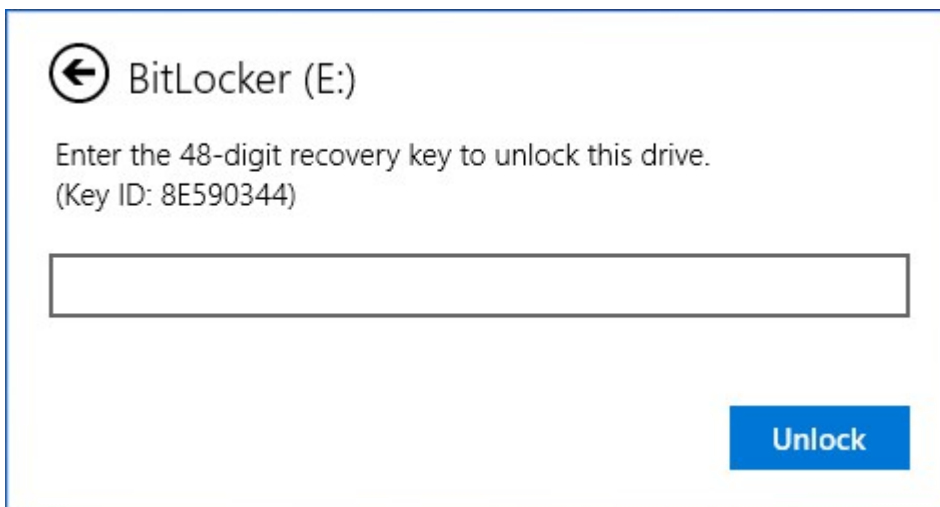 BitLocker (E:)
Enter the 48-digit recovery key to unlock this drive.
(Key ID: 8E590344)
Unlock